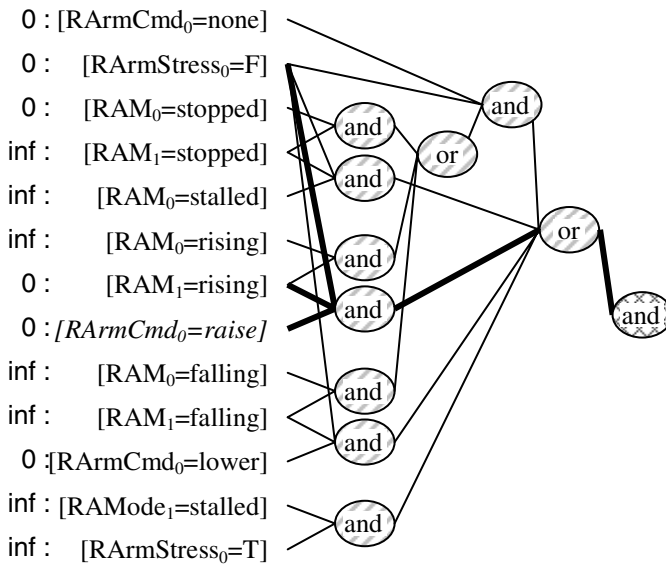 0 : [RArmCmd₀=none]
0 : [RArmStress₀=F]
0 : [RAM₀=stopped]
inf : [RAM₁=stopped]
inf : [RAM₀=stalled]
inf : [RAM₀=rising]
0 : [RAM₁=rising]
0 : [RArmCmd₀=raise]
inf : [RAM₀=falling]
inf : [RAM₁=falling]
0 : [RArmCmd₀=lower]
inf : [RAMode₁=stalled]
inf : [RArmStress₀=T]
and
and
and
and
and
and
and
or
and
or
and